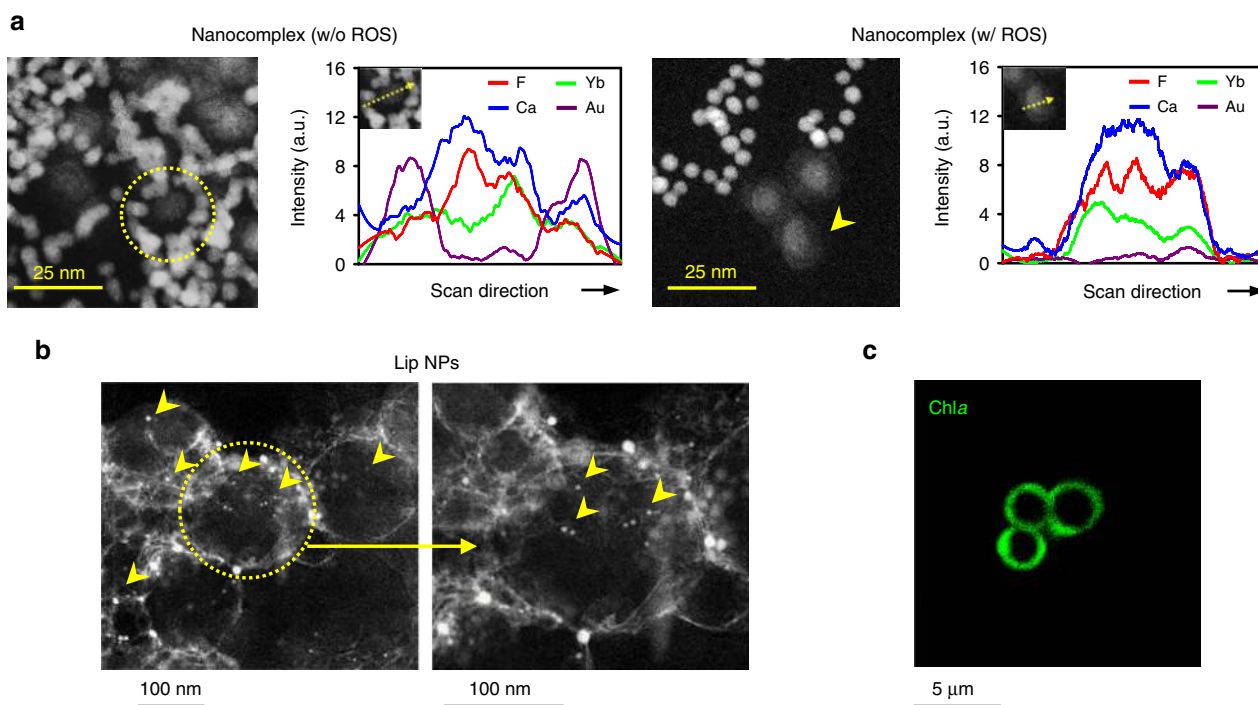 a
Nanocomplex (w/o ROS)
Nanocomplex (w/ ROS)
25 nm
Intensity (a.u.)
16
12
8
4
0
F
Yb
Ca
Au
Scan direction
25 nm
Intensity (a.u.)
16
12
8
4
0
F
Yb
Ca
Au
Scan direction
b
Lip NPs
100 nm
100 nm
c
Chla
5 μm